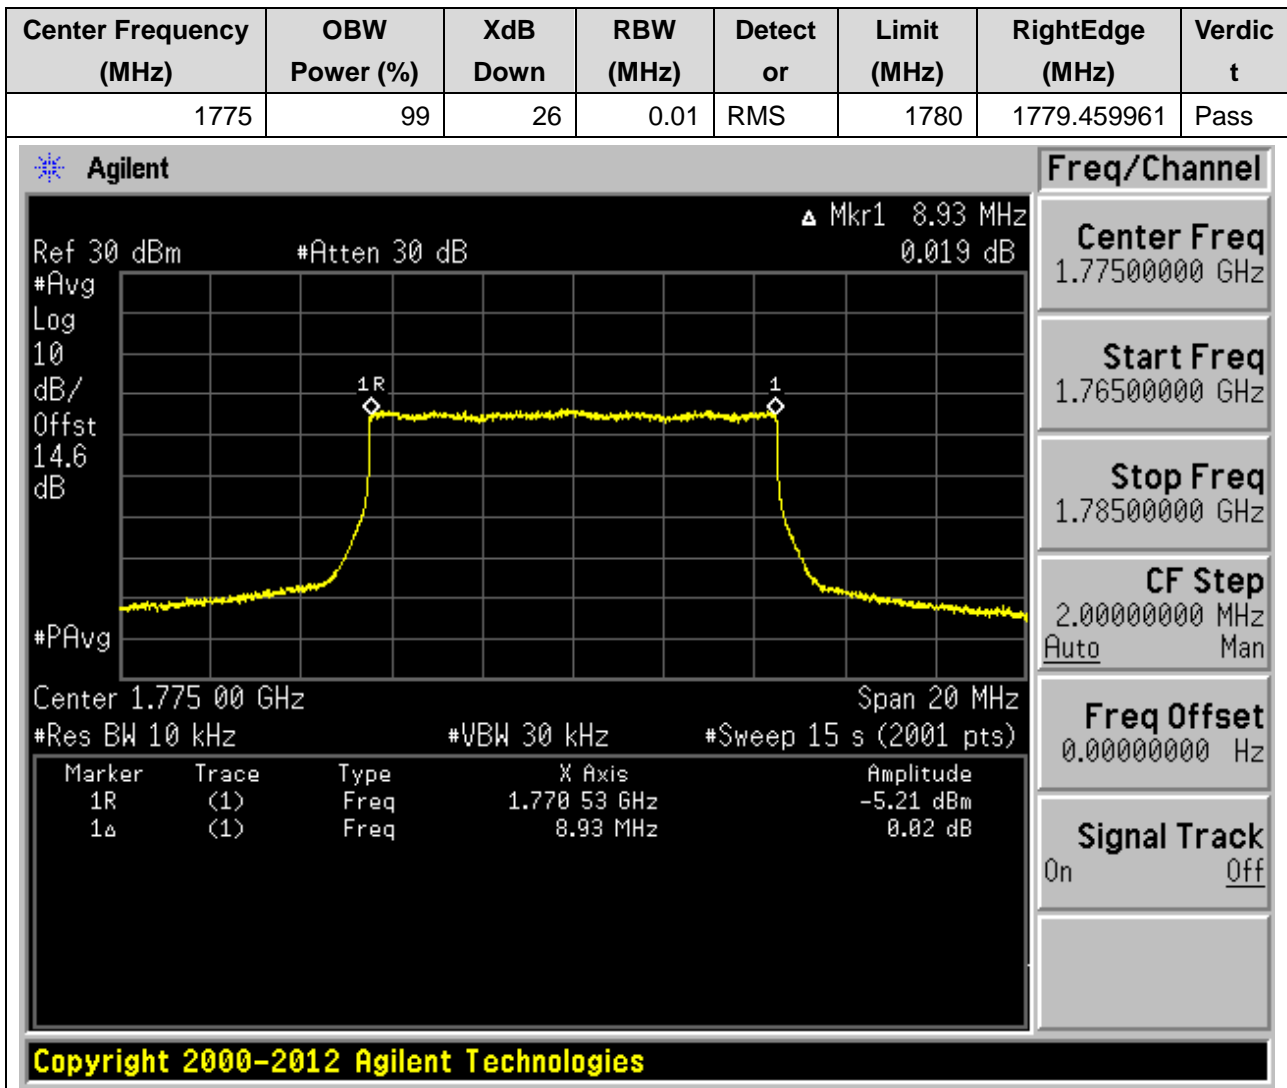 Center Frequency (MHz) OBW Power (%) XdB Down RBW (MHz) Detect or Limit (MHz) RightEdge (MHz) Verdic t
1775 99 26 0.01 RMS 1780 1779.459961 Pass
Agilent
Freq/Channel
Δ Mkr1 8.93 MHz
Ref 30 dBm #Atten 30 dB 0.019 dB
#Avg
Log
10
dB/
Offst
14.6
dB
1R
1
#PAvg
Center 1.775 00 GHz Span 20 MHz
#Res BW 10 kHz #VBW 30 kHz #Sweep 15 s (2001 pts)
Marker Trace Type X Axis Amplitude
1R (1) Freq 1.770 53 GHz -5.21 dBm
1Δ (1) Freq 8.93 MHz 0.02 dB
Center Freq
1.77500000 GHz
Start Freq
1.76500000 GHz
Stop Freq
1.78500000 GHz
CF Step
2.00000000 MHz
Auto Man
Freq Offset
0.00000000 Hz
Signal Track
On Off
Copyright 2000-2012 Agilent Technologies